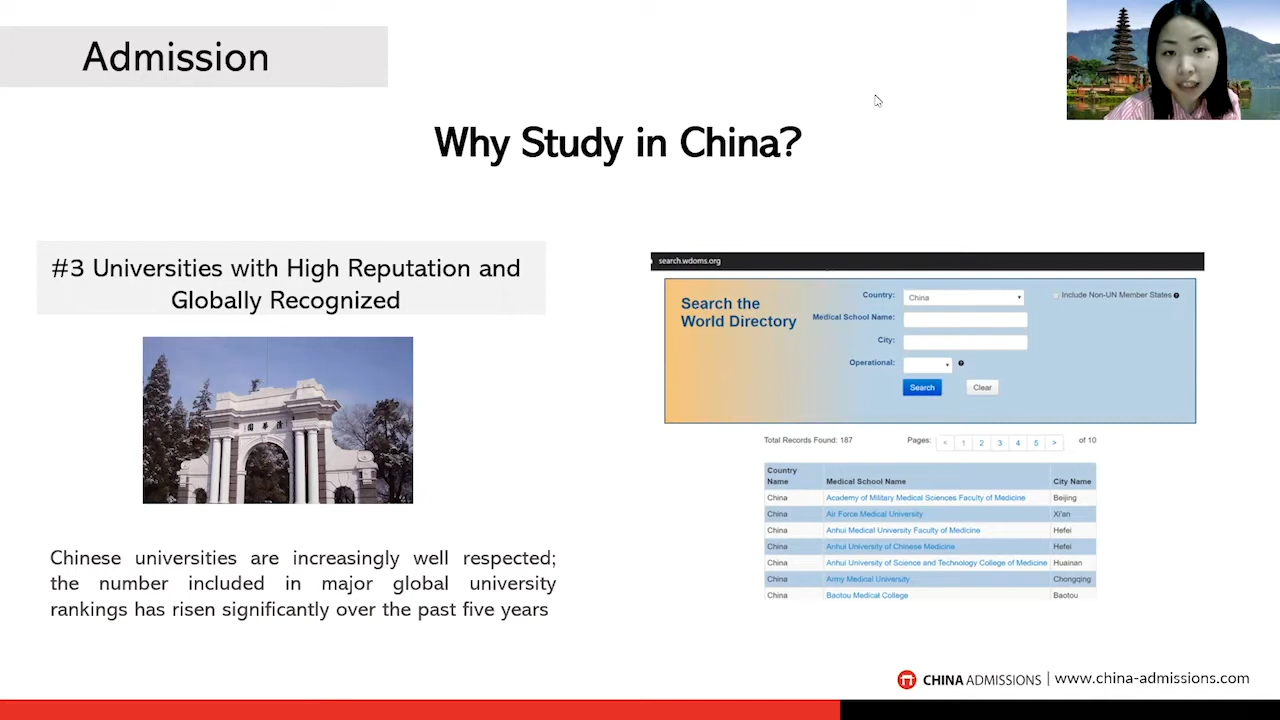 Admission
Why Study in China?
#3 Universities with High Reputation and
Globally Recognized
Chinese universities are increasingly well respected;
the number included in major global university
rankings has risen significantly over the past five years
search.wdoms.org
Search the
World Directory
Country:
China
Include Non-UN Member States
Medical School Name:
City:
Operational:
Search
Clear
Total Records Found: 187
Pages: < 1 2 3 4 5 > of 10
Country
Name Medical School Name City Name
China Academy of Military Medical Sciences Faculty of Medicine Beijing
China Air Force Medical University Xi'an
China Anhui Medical University Faculty of Medicine Hefei
China Anhui University of Chinese Medicine Hefei
China Anhui University of Science and Technology College of Medicine Huainan
China Army Medical University Chongqing
China Baotou Medical College Baotou
CHINA ADMISSIONS | www.china-admissions.com